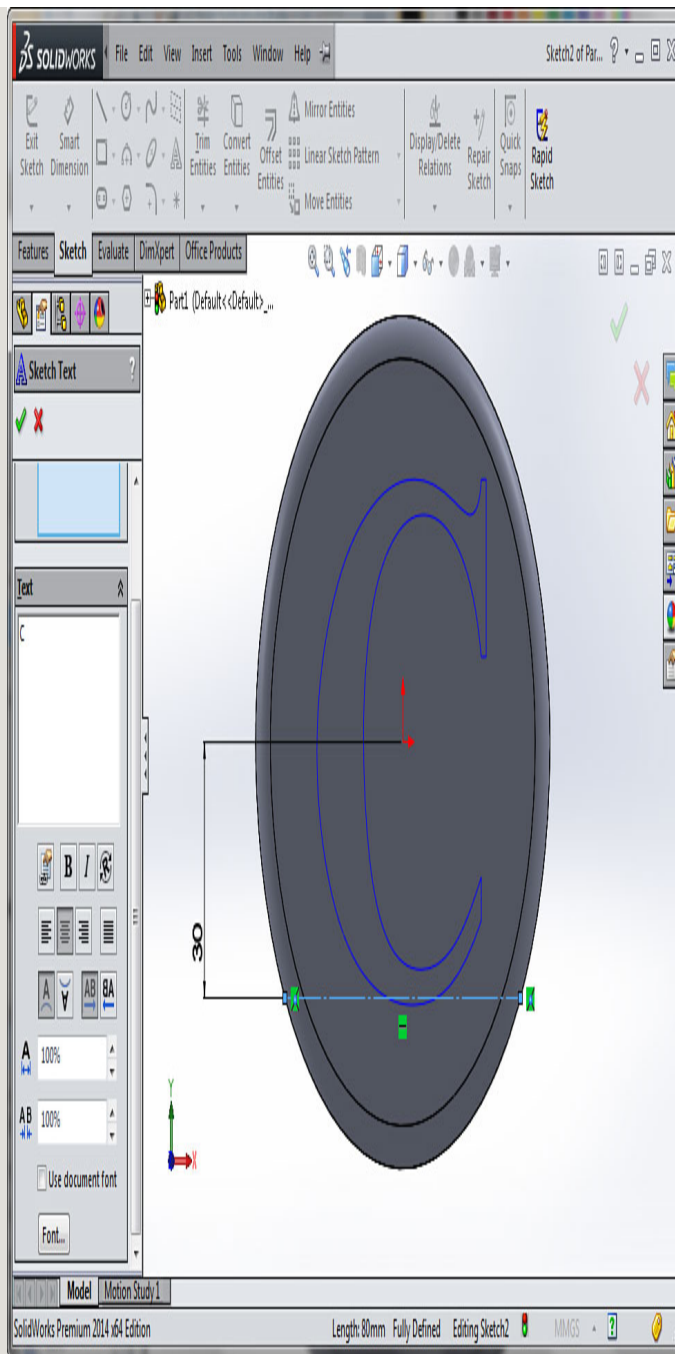 SOLIDWORKS File Edit View Insert Tools Window Help Sketch2 of Par... ?
Exit Sketch
Smart Dimension
Trim Entities
Convert Entities
Offset Entities
Mirror Entities
Linear Sketch Pattern
Move Entities
Display/Delete Relations
Repair Sketch
Quick Snaps
Rapid Sketch
Features Sketch Evaluate DimXpert Office Products
Part1 (Default<<Default>_...
Sketch Text ?
Text
C
C
30
B I
A A AB AB
A 100%
AB 100%
Use document font
Font...
Y
X
Model Motion Study 1
SolidWorks Premium 2014 x64 Edition Length: 80mm Fully Defined Editing Sketch2 MMGS ?